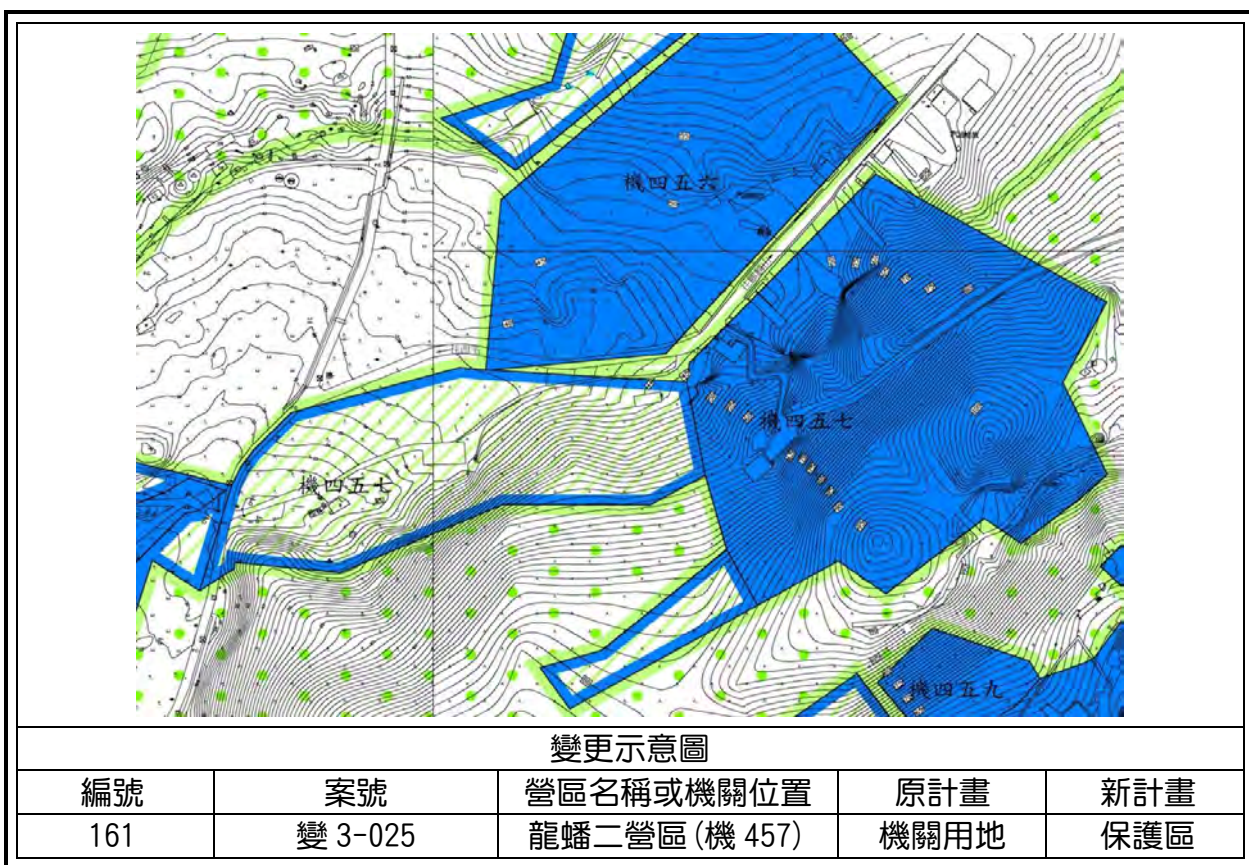 機四五六
機四五七
機四五七
機四五九
變更示意圖
編號 案號 營區名稱或機關位置 原計畫 新計畫
161 變 3-025 龍蟠二營區(機 457) 機關用地 保護區